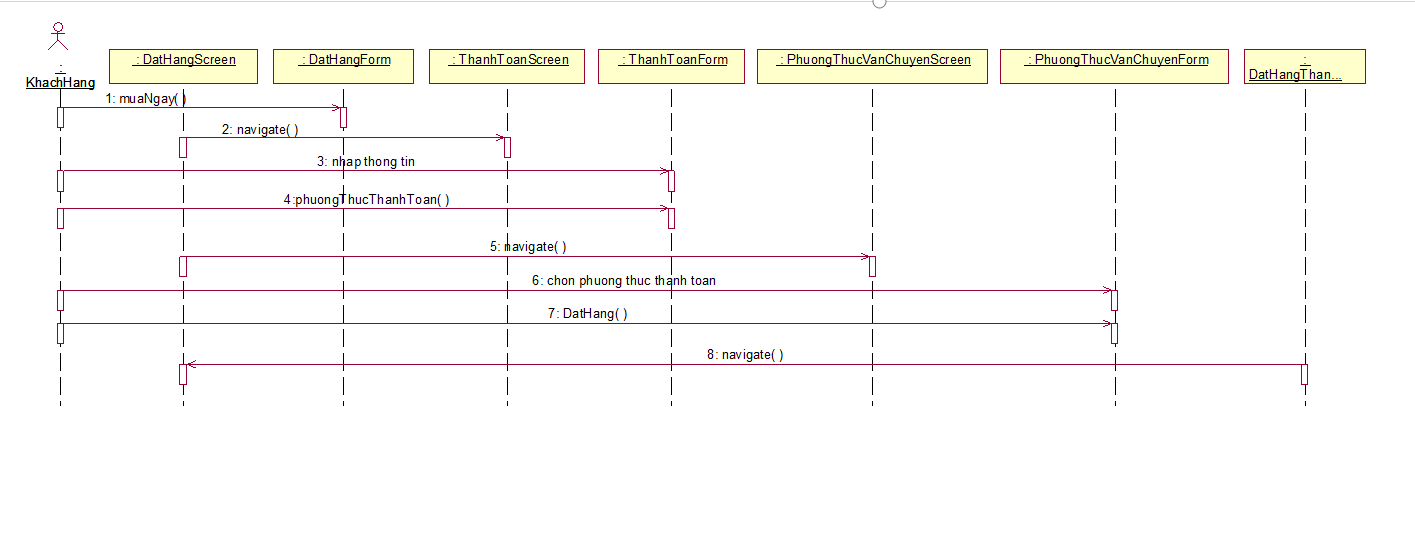 : DatHangScreen
: DatHangForm
: ThanhToanScreen
: ThanhToanForm
: PhuongThucVanChuyenScreen
: PhuongThucVanChuyenForm
:
DatHangThan...
:
KhachHang
1: muaNgay( )
2: navigate( )
3: nhap thong tin
4:phuongThucThanhToan( )
5: navigate( )
6: chon phuong thuc thanh toan
7: DatHang( )
8: navigate( )